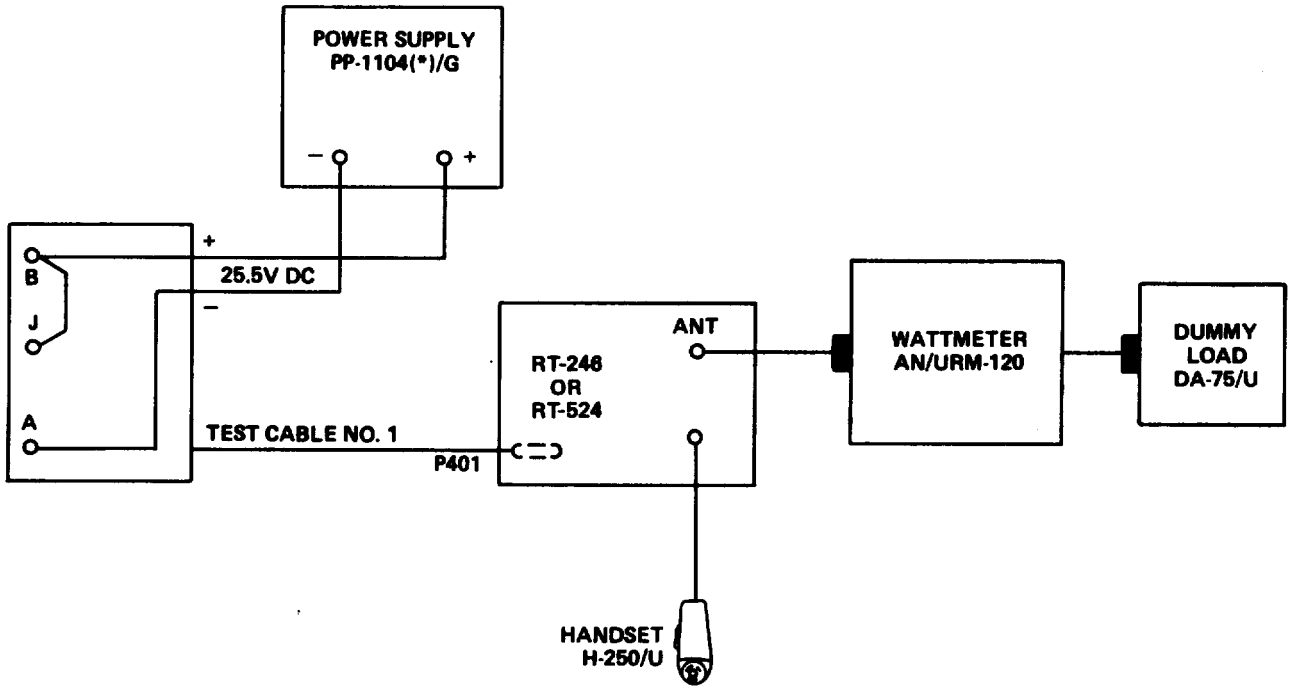 POWER SUPPLY
PP-1104(*)/G
− +
+
25.5V DC
−
B
J
A
TEST CABLE NO. 1
P401
ANT
RT-246
OR
RT-524
WATTMETER
AN/URM-120
DUMMY
LOAD
DA-75/U
HANDSET
H-250/U